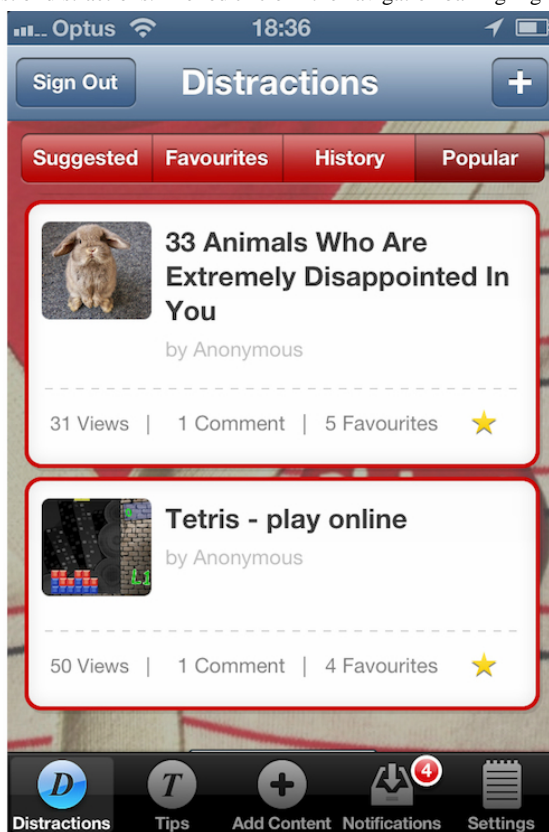 Optus 18:36
Sign Out Distractions +
Suggested Favourites History Popular
33 Animals Who Are
Extremely Disappointed In
You
by Anonymous
31 Views | 1 Comment | 5 Favourites
Tetris - play online
by Anonymous
50 Views | 1 Comment | 4 Favourites
D T + 4
Distractions Tips Add Content Notifications Settings